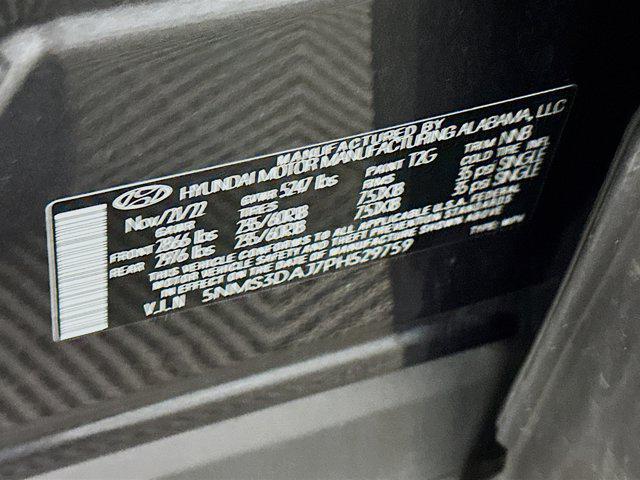 MANUFACTURED BY
HYUNDAI MOTOR MANUFACTURING ALABAMA, LLC
Nov/21/22 GVWR 5247 lbs PAINT T2G TRIM NNB
GAWR TIRES RIMS COLD TIRE INFL
FRONT 2866 lbs 235/60R18 7.5JX18 35 psi, SINGLE
REAR 2976 lbs 235/60R18 7.5JX18 35 psi, SINGLE
THIS VEHICLE CONFORMS TO ALL APPLICABLE U.S.A. FEDERAL
MOTOR VEHICLE SAFETY AND THEFT PREVENTION STANDARDS
IN EFFECT ON THE DATE OF MANUFACTURE SHOWN ABOVE
V.I.N 5NMS3DAJ7PH529759 TYPE: MPV